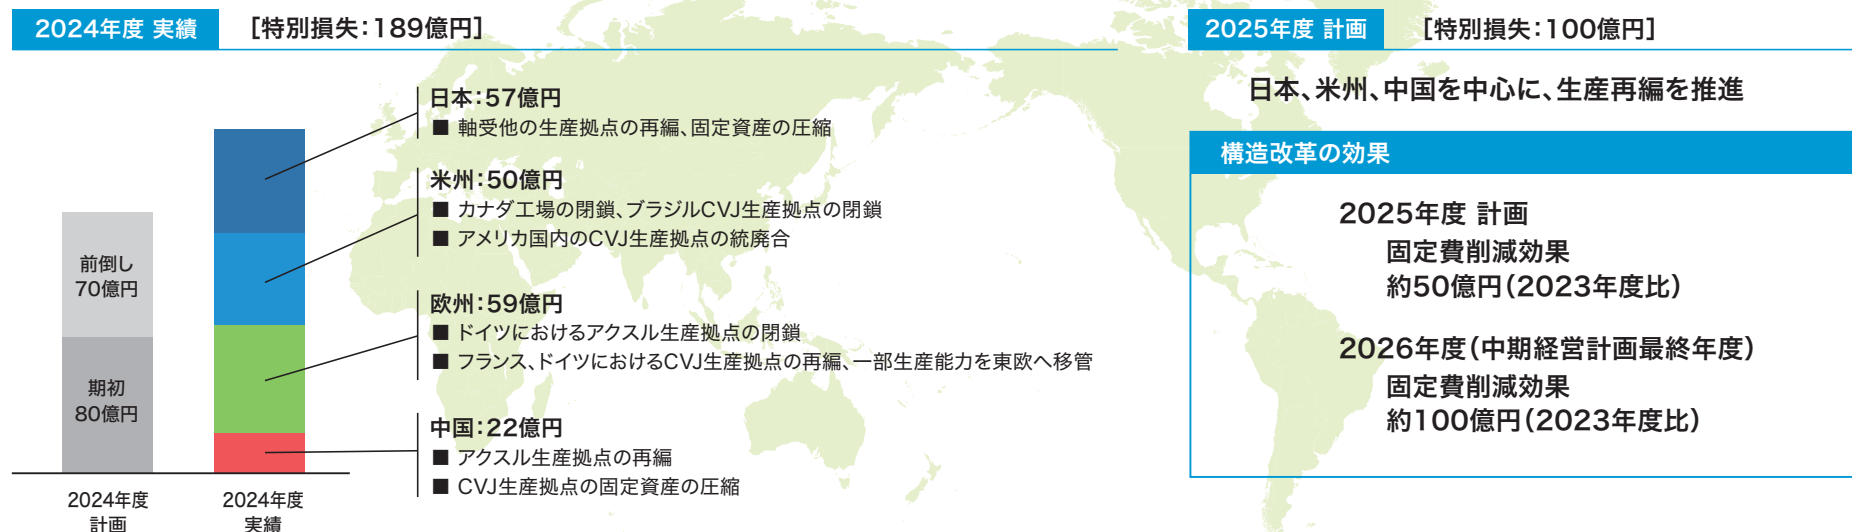 2024年度 実績
［特別損失：189億円］
前倒し
70億円
期初
80億円
2024年度
計画
2024年度
実績
日本：57億円
■ 軸受他の生産拠点の再編、固定資産の圧縮
米州：50億円
■ カナダ工場の閉鎖、ブラジルCVJ生産拠点の閉鎖
■ アメリカ国内のCVJ生産拠点の統廃合
欧州：59億円
■ ドイツにおけるアクスル生産拠点の閉鎖
■ フランス、ドイツにおけるCVJ生産拠点の再編、一部生産能力を東欧へ移管
中国：22億円
■ アクスル生産拠点の再編
■ CVJ生産拠点の固定資産の圧縮
2025年度 計画
［特別損失：100億円］
日本、米州、中国を中心に、生産再編を推進
構造改革の効果
2025年度 計画
固定費削減効果
約50億円（2023年度比）
2026年度（中期経営計画最終年度）
固定費削減効果
約100億円（2023年度比）